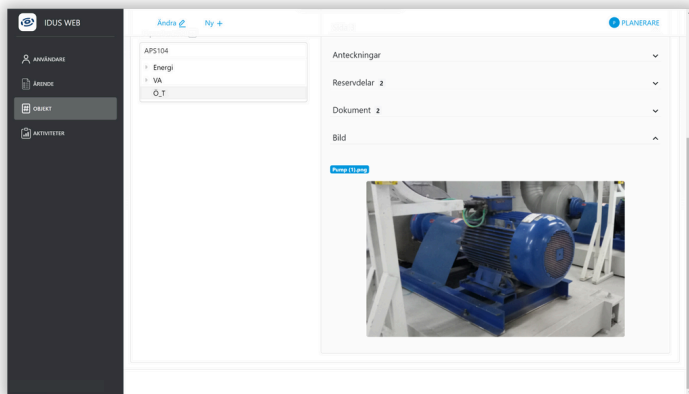 IDUS WEB
ANVÄNDARE
ÄRENDE
OBJEKT
AKTIVITETER
Ändra
Ny +
PLANERARE
APS104
Energi
VA
Ö_T
Anteckningar
Reservdelar 2
Dokument 2
Bild
Pump (1).png